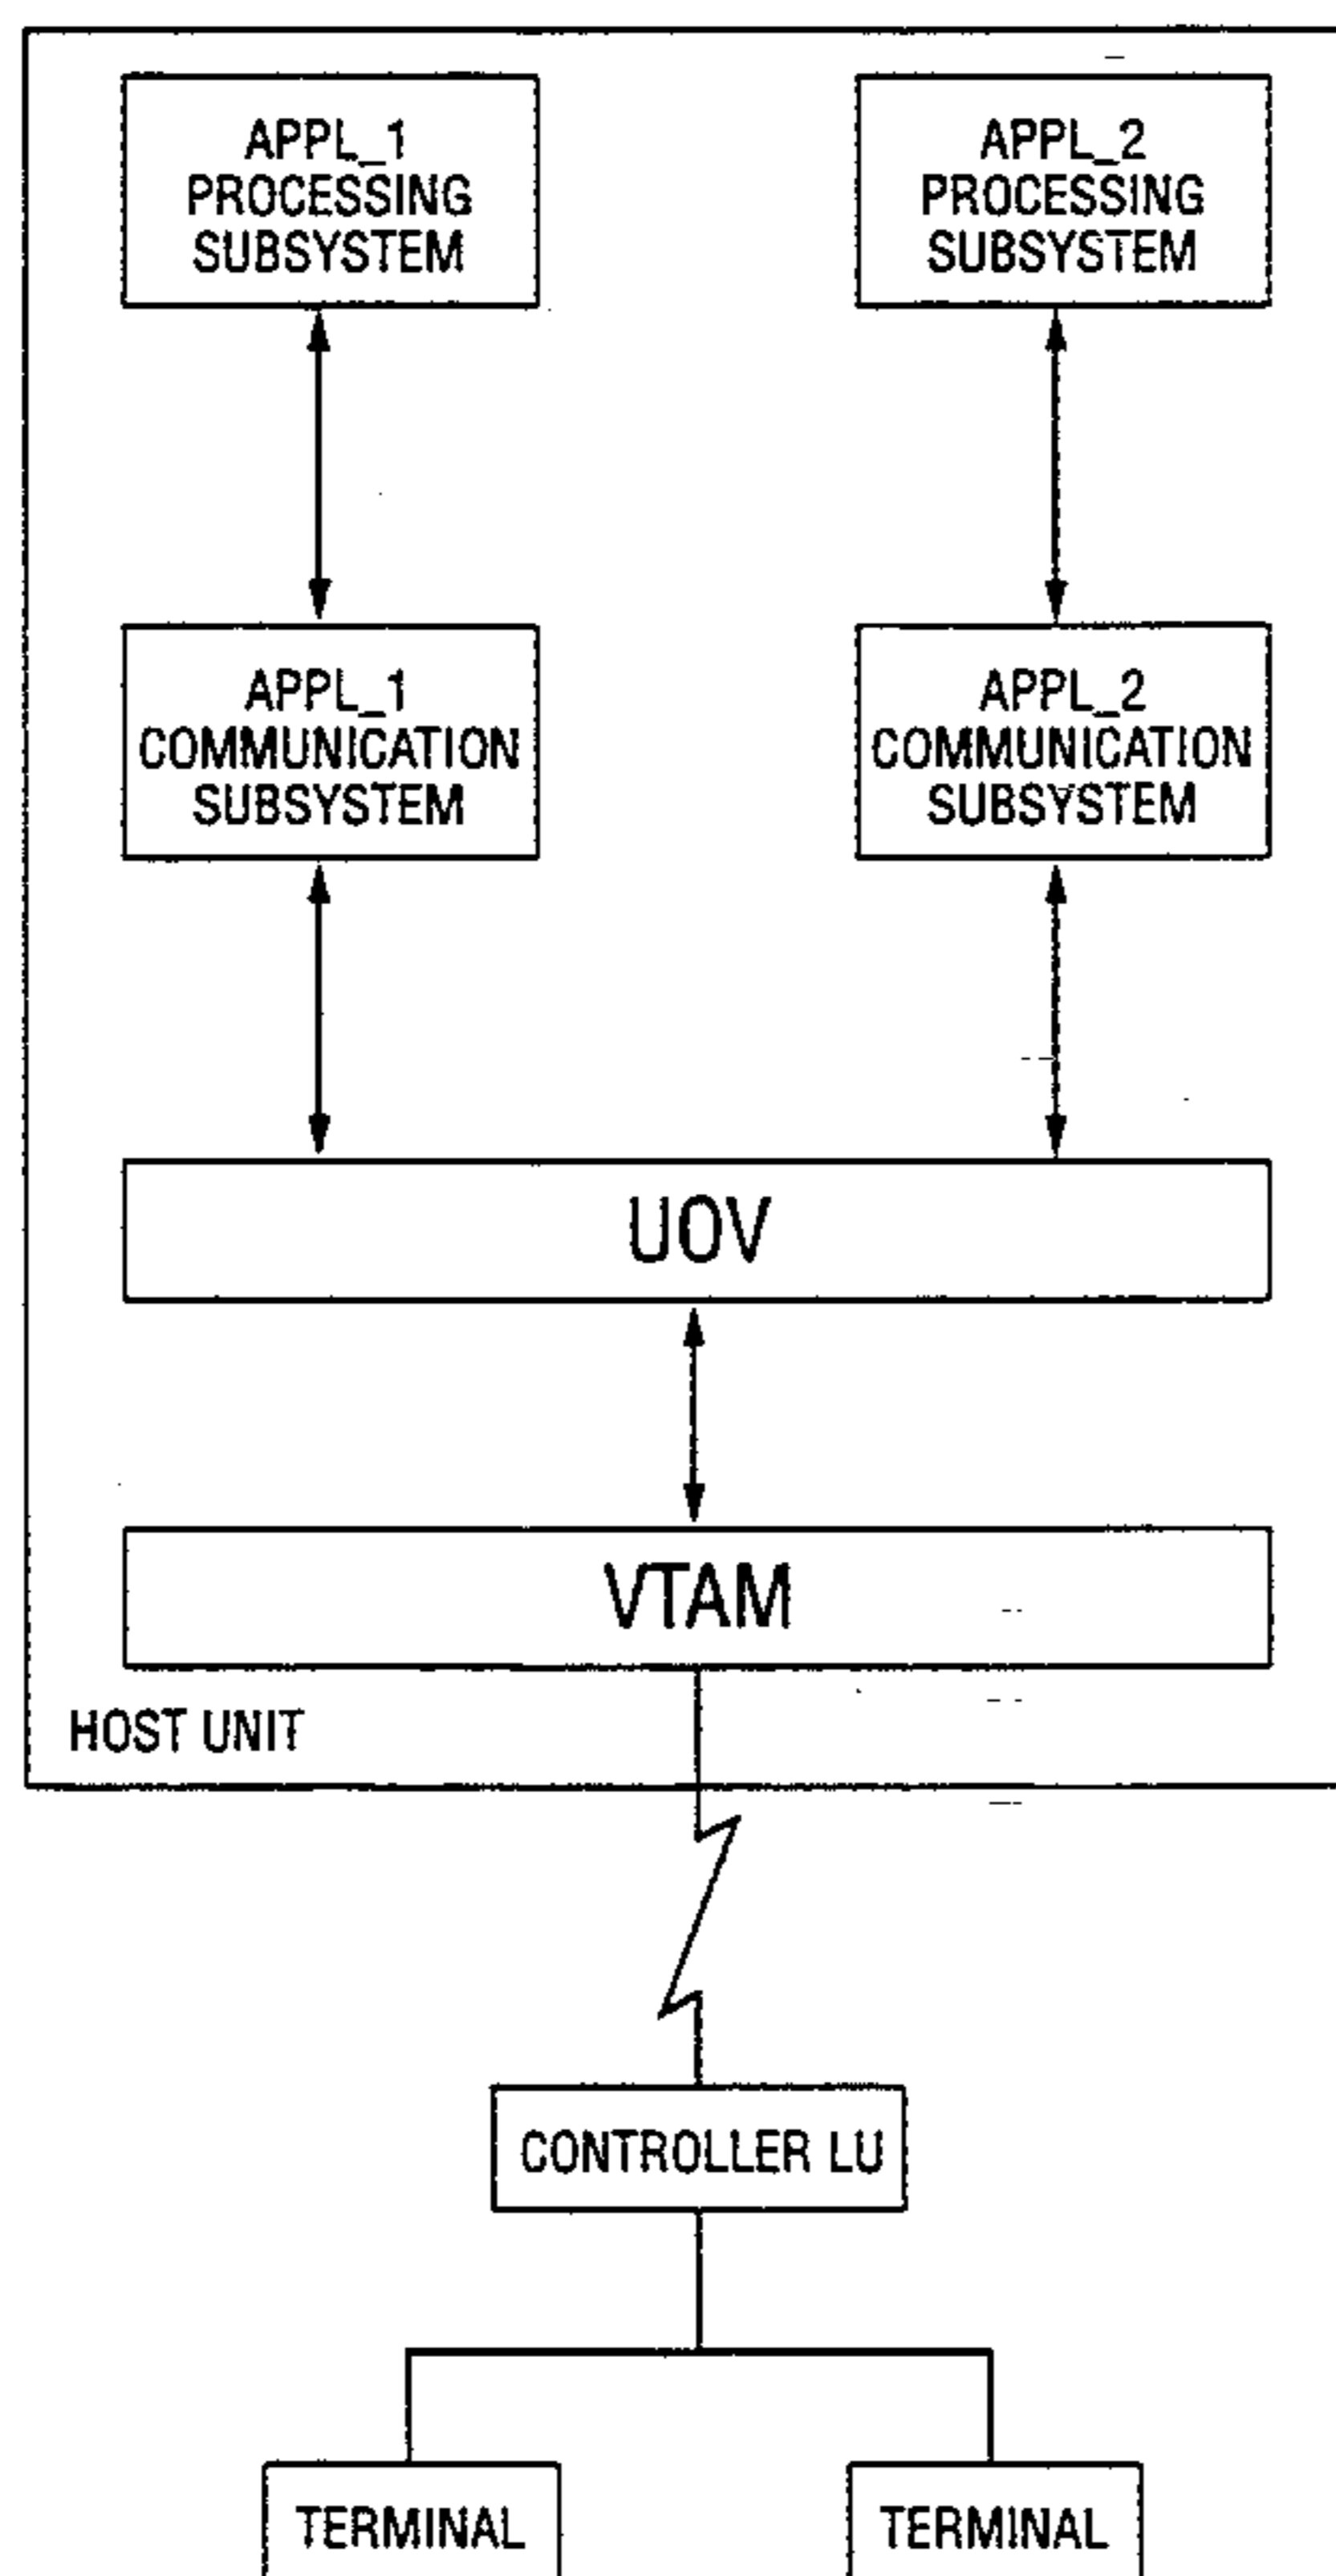 APPL_1
PROCESSING
SUBSYSTEM
APPL_2
PROCESSING
SUBSYSTEM
APPL_1
COMMUNICATION
SUBSYSTEM
APPL_2
COMMUNICATION
SUBSYSTEM
UOV
VTAM
HOST UNIT
CONTROLLER LU
TERMINAL
TERMINAL